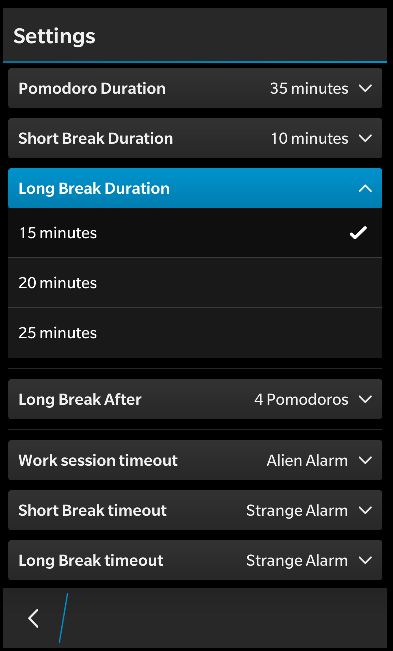 Settings
Pomodoro Duration 35 minutes
Short Break Duration 10 minutes
Long Break Duration
15 minutes
20 minutes
25 minutes
Long Break After 4 Pomodoros
Work session timeout Alien Alarm
Short Break timeout Strange Alarm
Long Break timeout Strange Alarm